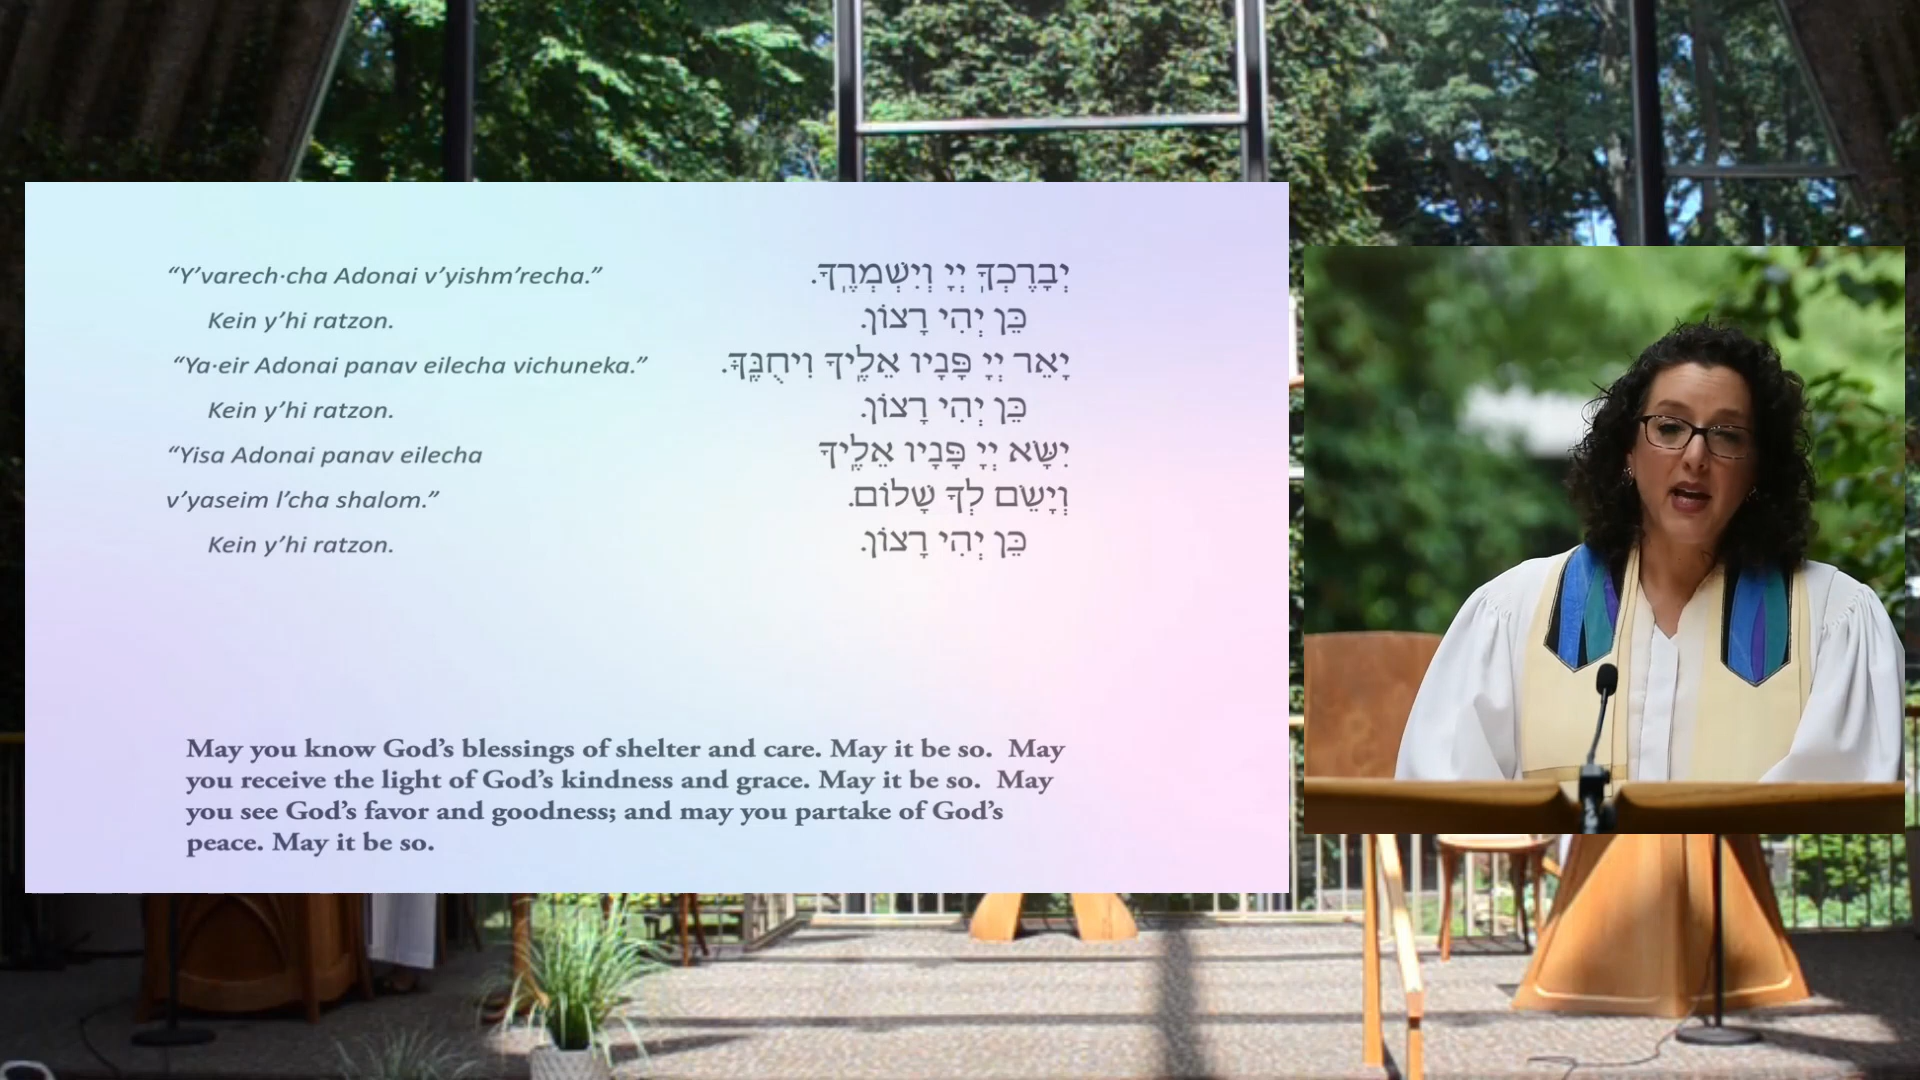 “Y’varech·cha Adonai v’yishm’recha.”
Kein y’hi ratzon.
“Ya·eir Adonai panav eilecha vichuneka.”
Kein y’hi ratzon.
“Yisa Adonai panav eilecha
v’yaseim l’cha shalom.”
Kein y’hi ratzon.
יְבָרֶכְךָ יְיָ וְיִשְׁמְרֶֽךָ.
כֵּן יְהִי רָצוֹן.
יָאֵר יְיָ פָּנָיו אֵלֶֽיךָ וִיחֻנֶּֽךָּ.
כֵּן יְהִי רָצוֹן.
יִשָּׂא יְיָ פָּנָיו אֵלֶֽיךָ
וְיָשֵׂם לְךָ שָׁלוֹם.
כֵּן יְהִי רָצוֹן.
May you know God’s blessings of shelter and care. May it be so.  May
you receive the light of God’s kindness and grace. May it be so.  May
you see God’s favor and goodness; and may you partake of God’s
peace. May it be so.